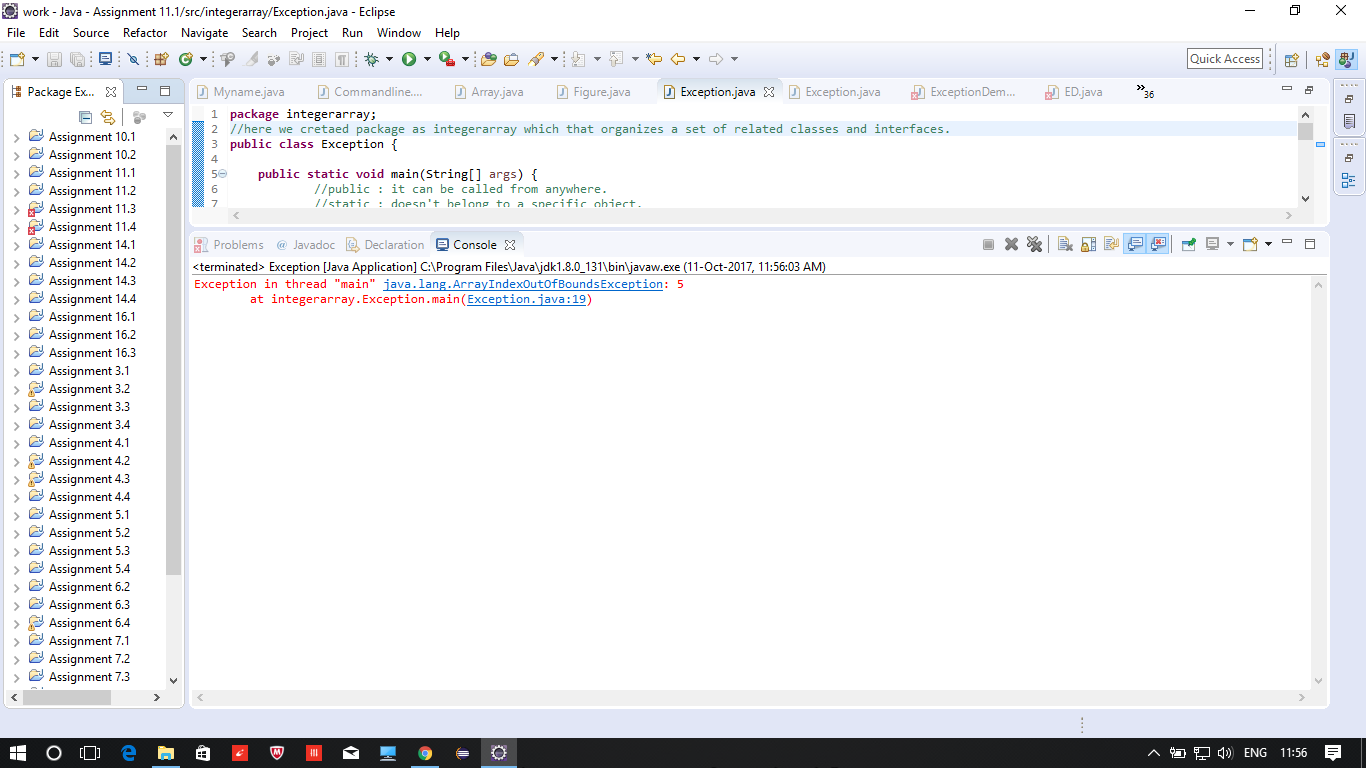 work - Java - Assignment 11.1/src/integerarray/Exception.java - Eclipse
File Edit Source Refactor Navigate Search Project Run Window Help
Quick Access
Package Ex...
Myname.java Commandline.... Array.java Figure.java Exception.java Exception.java ExceptionDem... ED.java »36
Assignment 10.1
Assignment 10.2
Assignment 11.1
Assignment 11.2
Assignment 11.3
Assignment 11.4
Assignment 14.1
Assignment 14.2
Assignment 14.3
Assignment 14.4
Assignment 16.1
Assignment 16.2
Assignment 16.3
Assignment 3.1
Assignment 3.2
Assignment 3.3
Assignment 3.4
Assignment 4.1
Assignment 4.2
Assignment 4.3
Assignment 4.4
Assignment 5.1
Assignment 5.2
Assignment 5.3
Assignment 5.4
Assignment 6.2
Assignment 6.3
Assignment 6.4
Assignment 7.1
Assignment 7.2
Assignment 7.3
1 package integerarray;
2 //here we cretaed package as integerarray which that organizes a set of related classes and interfaces.
3 public class Exception {
4
5 public static void main(String[] args) {
6 //public : it can be called from anywhere.
7 //static : doesn't belong to a specific object.
Problems @ Javadoc Declaration Console
<terminated> Exception [Java Application] C:\Program Files\Java\jdk1.8.0_131\bin\javaw.exe (11-Oct-2017, 11:56:03 AM)
Exception in thread "main" java.lang.ArrayIndexOutOfBoundsException: 5
at integerarray.Exception.main(Exception.java:19)
ENG 11:56